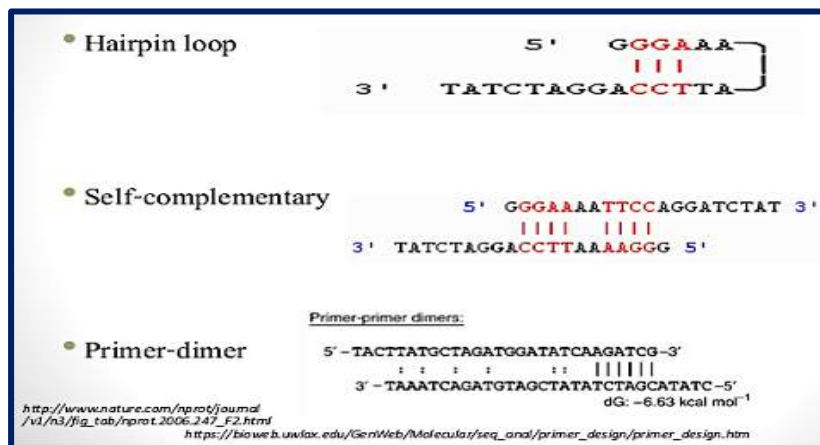 Hairpin loop
5' GGGAAA
3' TATCTAGGACCTTA
Self-complementary
5' GGGAAAATTCCAGGATCTAT 3'
3' TATCTAGGACCTTAAAAGGG 5'
Primer-primer dimers:
Primer-dimer
5′-TACTTATGCTAGATGGATATCAAGATCG-3′
3′-TAAATCAGATGTAGCTATATCTAGCATATC-5′
dG: -6.63 kcal mol⁻¹
http://www.nature.com/nprot/journal
/v1/n3/fig_tab/nprot.2006.247_F2.html
https://bioweb.uwlax.edu/GenWeb/Molecular/seq_anal/primer_design/primer_design.htm